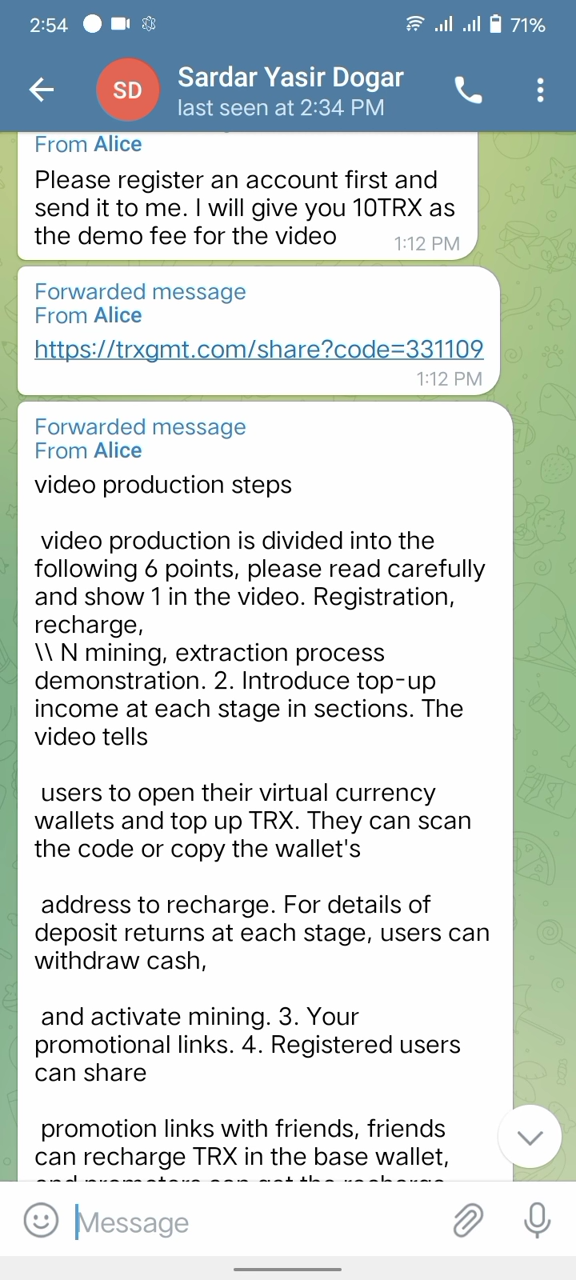 2:54
71%
SD
Sardar Yasir Dogar
last seen at 2:34 PM
From Alice
Please register an account first and
send it to me. I will give you 10TRX as
the demo fee for the video
1:12 PM
Forwarded message
From Alice
https://trxgmt.com/share?code=331109
1:12 PM
Forwarded message
From Alice
video production steps
video production is divided into the
following 6 points, please read carefully
and show 1 in the video. Registration,
recharge,
\\ N mining, extraction process
demonstration. 2. Introduce top-up
income at each stage in sections. The
video tells
users to open their virtual currency
wallets and top up TRX. They can scan
the code or copy the wallet's
address to recharge. For details of
deposit returns at each stage, users can
withdraw cash,
and activate mining. 3. Your
promotional links. 4. Registered users
can share
promotion links with friends, friends
can recharge TRX in the base wallet,
and promoters can get the recharge
Message